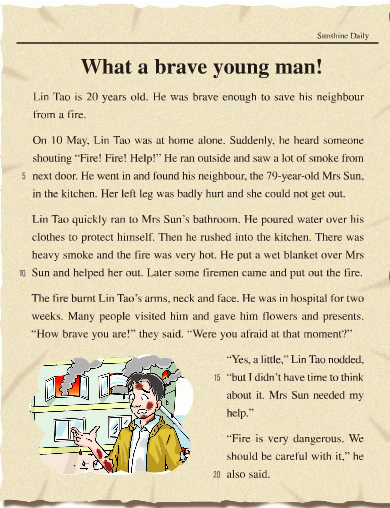 Sunshine Daily
What a brave young man!
Lin Tao is 20 years old. He was brave enough to save his neighbour
from a fire.
On 10 May, Lin Tao was at home alone. Suddenly, he heard someone
shouting “Fire! Fire! Help!” He ran outside and saw a lot of smoke from
5 next door. He went in and found his neighbour, the 79-year-old Mrs Sun,
in the kitchen. Her left leg was badly hurt and she could not get out.
Lin Tao quickly ran to Mrs Sun’s bathroom. He poured water over his
clothes to protect himself. Then he rushed into the kitchen. There was
heavy smoke and the fire was very hot. He put a wet blanket over Mrs
10 Sun and helped her out. Later some firemen came and put out the fire.
The fire burnt Lin Tao’s arms, neck and face. He was in hospital for two
weeks. Many people visited him and gave him flowers and presents.
“How brave you are!” they said. “Were you afraid at that moment?”
“Yes, a little,” Lin Tao nodded,
15 “but I didn’t have time to think
about it. Mrs Sun needed my
help.”
“Fire is very dangerous. We
should be careful with it,” he
20 also said.